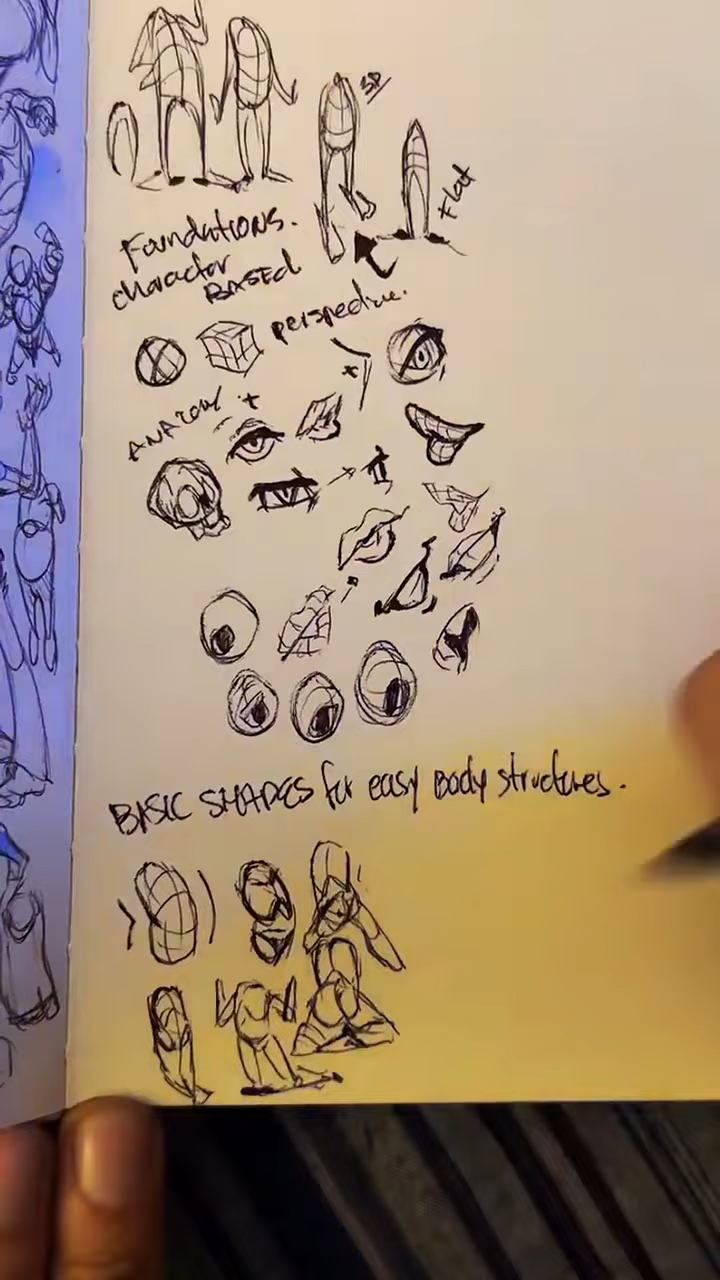 3D
Flat
Foundations.
character
BASEd
perspective.
ANATOMY +
BASIC SHAPES for easy Body structures.